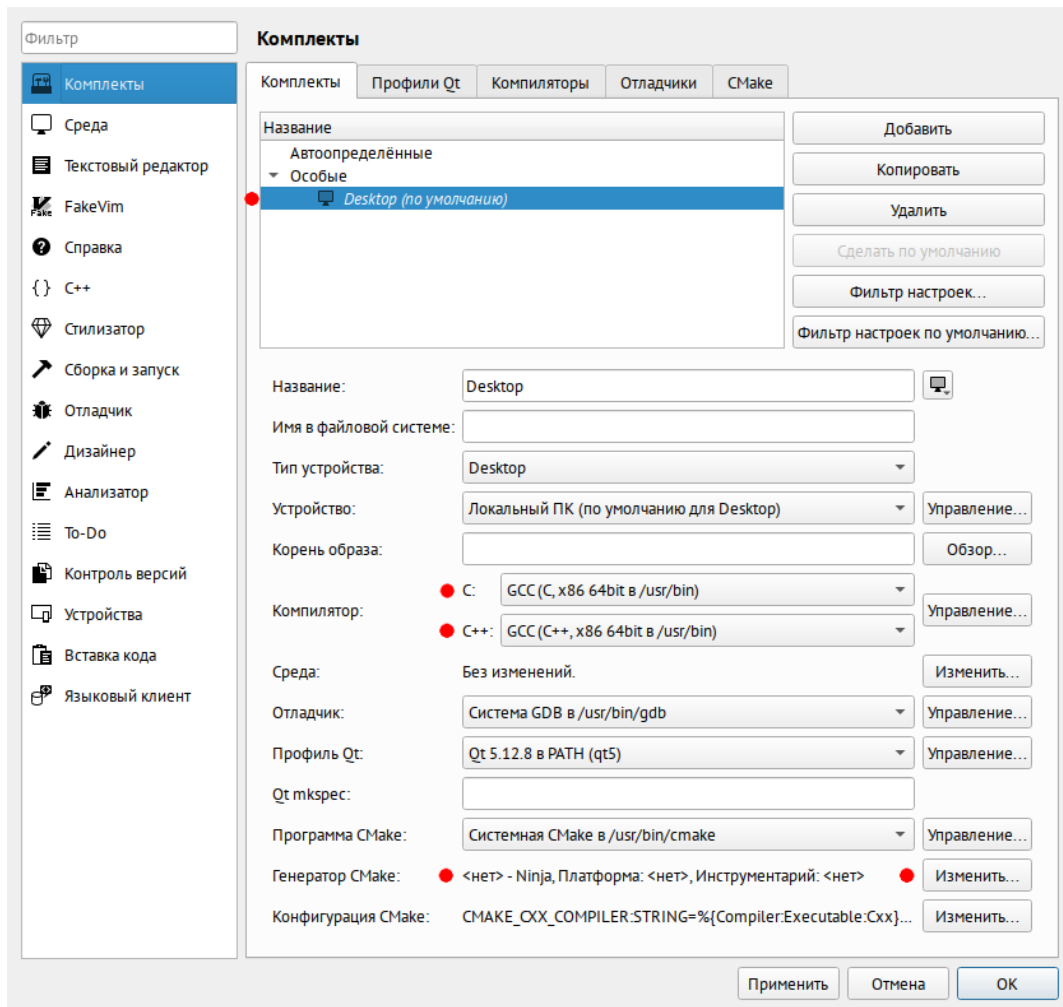 Фильтр
Комплекты
Среда
Текстовый редактор
Fake
FakeVim
Справка
{} C++
Стилизатор
Сборка и запуск
Отладчик
Дизайнер
Анализатор
To-Do
Контроль версий
Устройства
Вставка кода
Языковый клиент
Комплекты
Комплекты Профили Qt Компиляторы Отладчики CMake
Название
Автоопределённые
Особые
Desktop (по умолчанию)
Добавить
Копировать
Удалить
Сделать по умолчанию
Фильтр настроек...
Фильтр настроек по умолчанию...
Название: Desktop
Имя в файловой системе:
Тип устройства: Desktop
Устройство: Локальный ПК (по умолчанию для Desktop) Управление...
Корень образа: Обзор...
Компилятор: C: GCC (C, x86 64bit в /usr/bin)
C++: GCC (C++, x86 64bit в /usr/bin) Управление...
Среда: Без изменений. Изменить...
Отладчик: Система GDB в /usr/bin/gdb Управление...
Профиль Qt: Qt 5.12.8 в PATH (qt5) Управление...
Qt mkspec:
Программа CMake: Системная CMake в /usr/bin/cmake Управление...
Генератор CMake: <нет> - Ninja, Платформа: <нет>, Инструментарий: <нет> Изменить...
Конфигурация CMake: CMAKE_CXX_COMPILER:STRING=%{Compiler:Executable:Cxx}... Изменить...
Применить Отмена OK